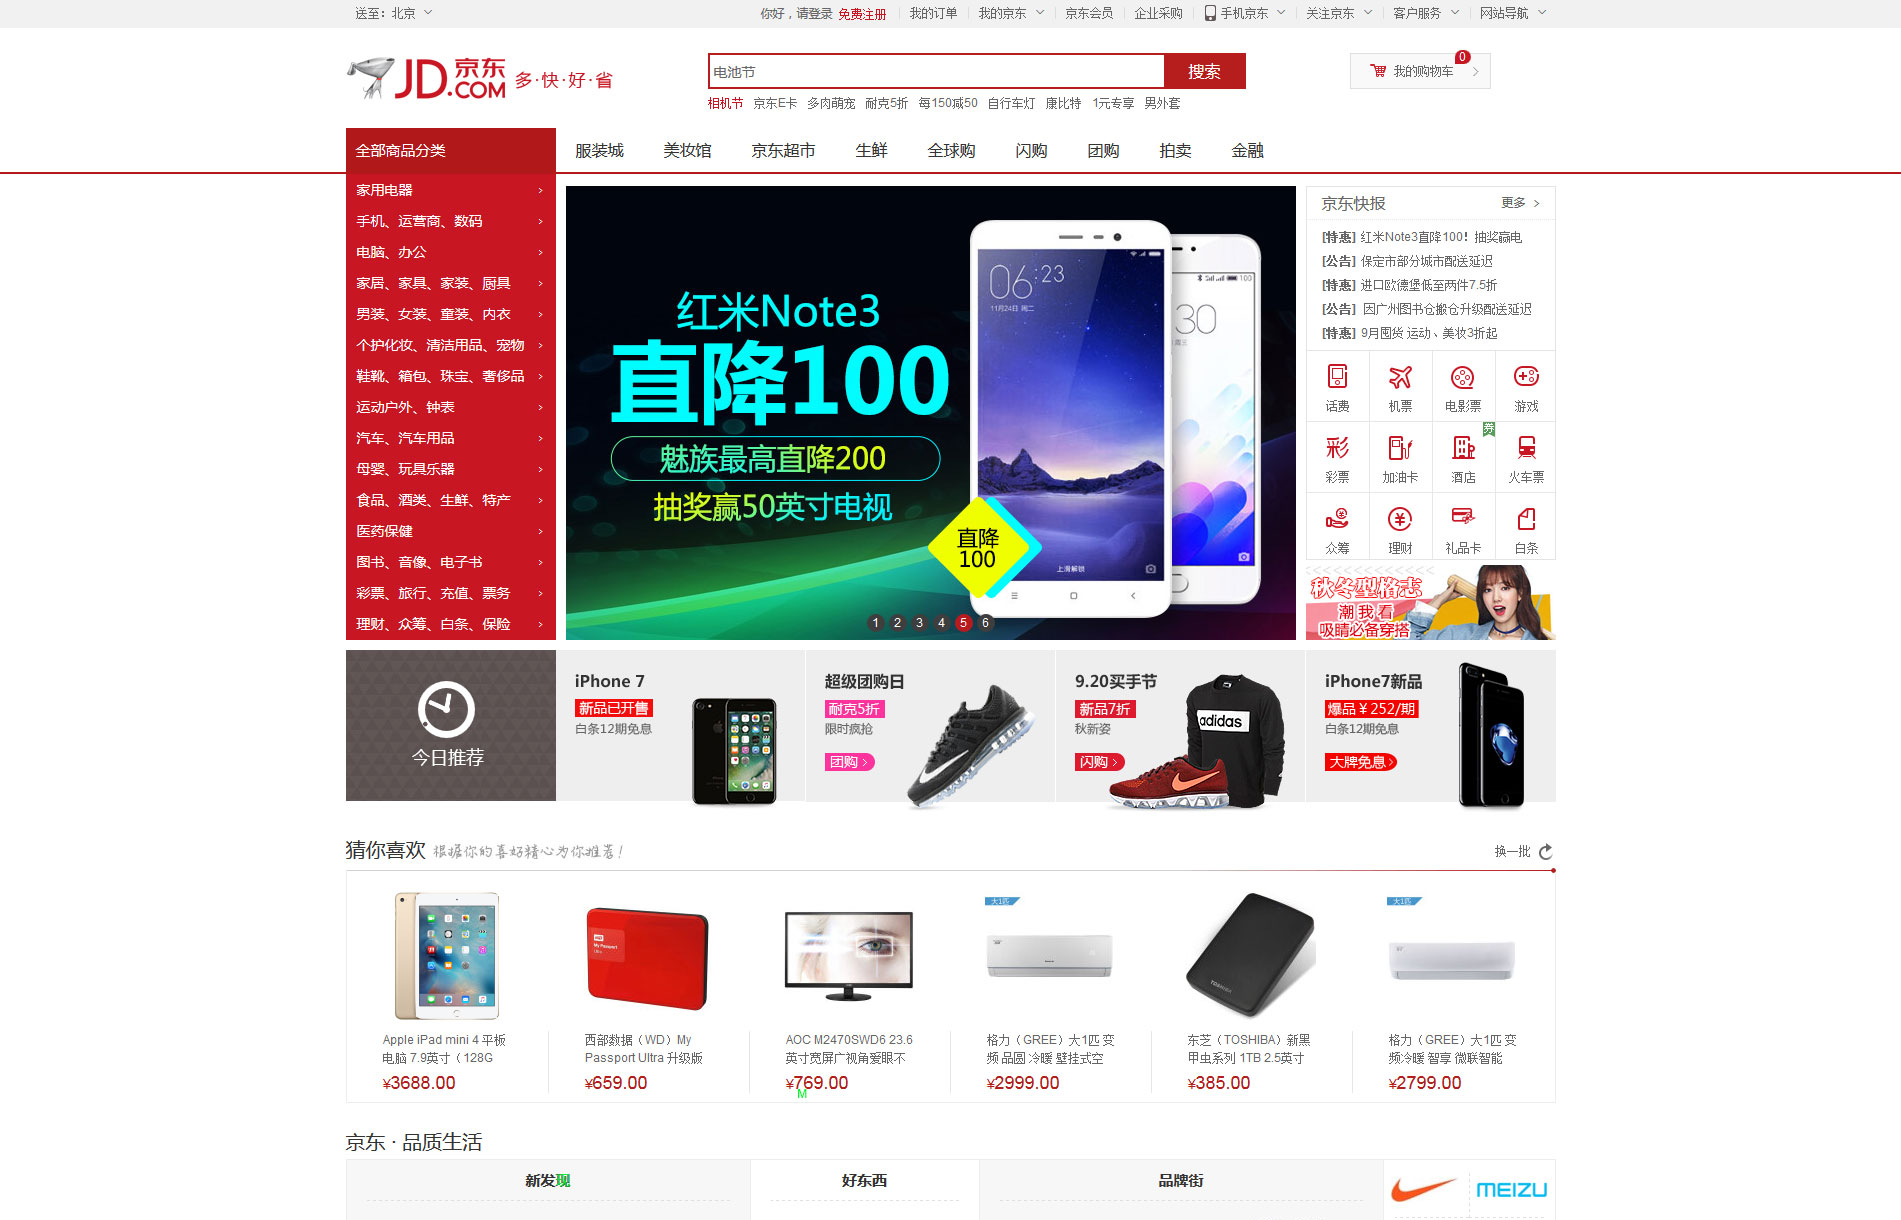 送至：北京
你好，请登录 免费注册 我的订单 我的京东 京东会员 企业采购 手机京东 关注京东 客户服务 网站导航
JD.COM 京东 多·快·好·省
电池节 搜索
0
我的购物车 >
相机节 京东E卡 多肉萌宠 耐克5折 每150减50 自行车灯 康比特 1元专享 男外套
全部商品分类 服装城 美妆馆 京东超市 生鲜 全球购 闪购 团购 拍卖 金融
家用电器 >
手机、运营商、数码 >
电脑、办公 >
家居、家具、家装、厨具 >
男装、女装、童装、内衣 >
个护化妆、清洁用品、宠物 >
鞋靴、箱包、珠宝、奢侈品 >
运动户外、钟表 >
汽车、汽车用品 >
母婴、玩具乐器 >
食品、酒类、生鲜、特产 >
医药保健 >
图书、音像、电子书 >
彩票、旅行、充值、票务 >
理财、众筹、白条、保险 >
红米Note3
直降100
魅族最高直降200
抽奖赢50英寸电视
06:23
11月24日 周二
100
30
上滑解锁
直降
100
1 2 3 4 5 6
京东快报 更多 >
[特惠] 红米Note3直降100！抽奖赢电
[公告] 保定市部分城市配送延迟
[特惠] 进口欧德堡低至两件7.5折
[公告] 因广州图书仓搬仓升级配送延迟
[特惠] 9月囤货 运动、美妆3折起
话费 机票 电影票 游戏
券
彩
彩票 加油卡 酒店 火车票
众筹 理财 礼品卡 白条
秋冬型格志
潮我看
吸睛必备穿搭
今日推荐
iPhone 7
新品已开售
白条12期免息
超级团购日
耐克5折
限时疯抢
团购 >
9.20买手节
新品7折
秋新姿
闪购 >
adidas
iPhone7新品
爆品￥252/期
白条12期免息
大牌免息>
猜你喜欢 根据你的喜好精心为你推荐！ 换一批
WD
My Passport
大1匹
TOSHIBA
大1匹
Apple iPad mini 4 平板
电脑 7.9英寸（128G
¥3688.00
西部数据（WD）My
Passport Ultra 升级版
¥659.00
AOC M2470SWD6 23.6
英寸宽屏广视角爱眼不
¥769.00
M
格力（GREE）大1匹 变
频 品圆 冷暖 壁挂式空
¥2999.00
东芝（TOSHIBA）新黑
甲虫系列 1TB 2.5英寸
¥385.00
格力（GREE）大1匹 变
频冷暖 智享 微联智能
¥2799.00
京东 · 品质生活
新发现 好东西 品牌街
MEIZU